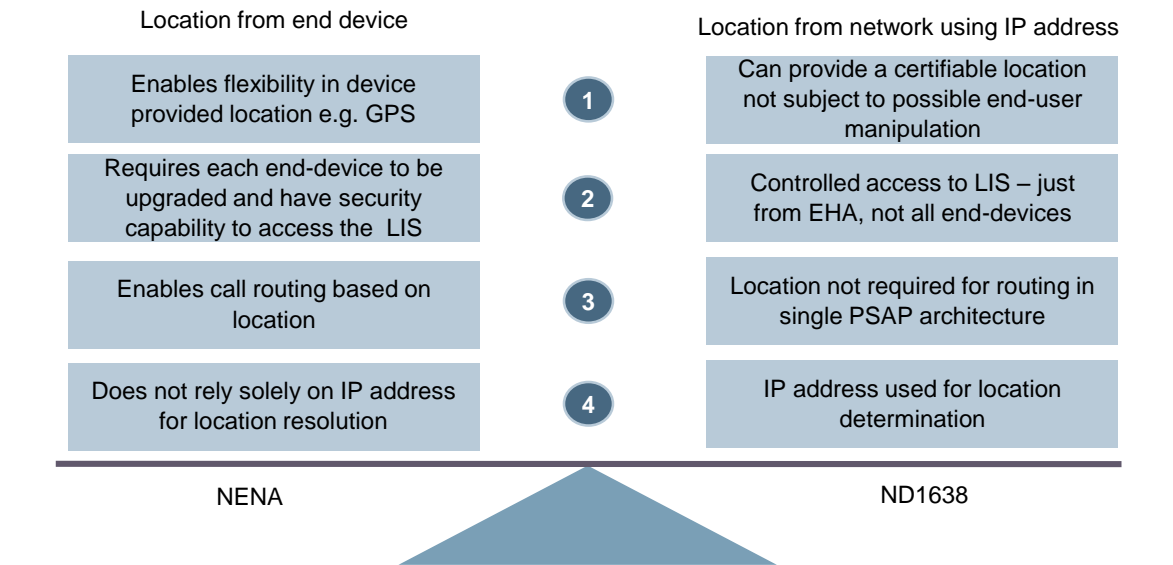 Location from end device
Location from network using IP address
Enables flexibility in device
provided location e.g. GPS
1
Can provide a certifiable location
not subject to possible end-user
manipulation
Requires each end-device to be
upgraded and have security
capability to access the LIS
2
Controlled access to LIS – just
from EHA, not all end-devices
Enables call routing based on
location
3
Location not required for routing in
single PSAP architecture
Does not rely solely on IP address
for location resolution
4
IP address used for location
determination
NENA
ND1638